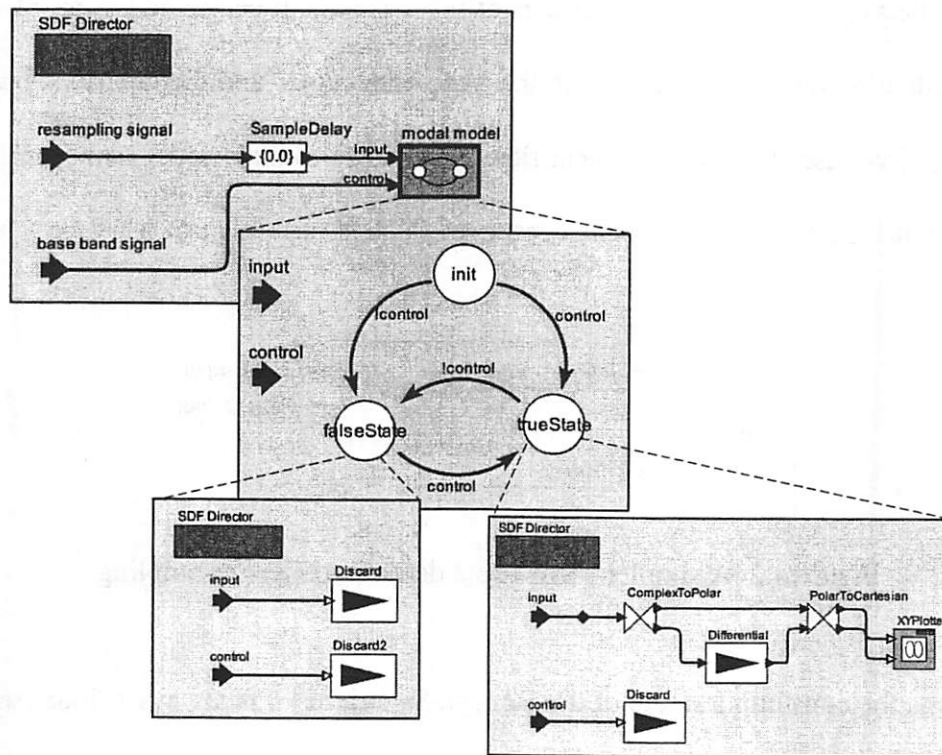 SDF Director
resampling signal
SampleDelay
{0.0}
input
control
modal model
base band signal
input
control
init
!control
control
!control
falseState
trueState
control
SDF Director
input
Discard
control
Discard2
SDF Director
input
ComplexToPolar
PolarToCartesian
XYPlotte
Differential
control
Discard